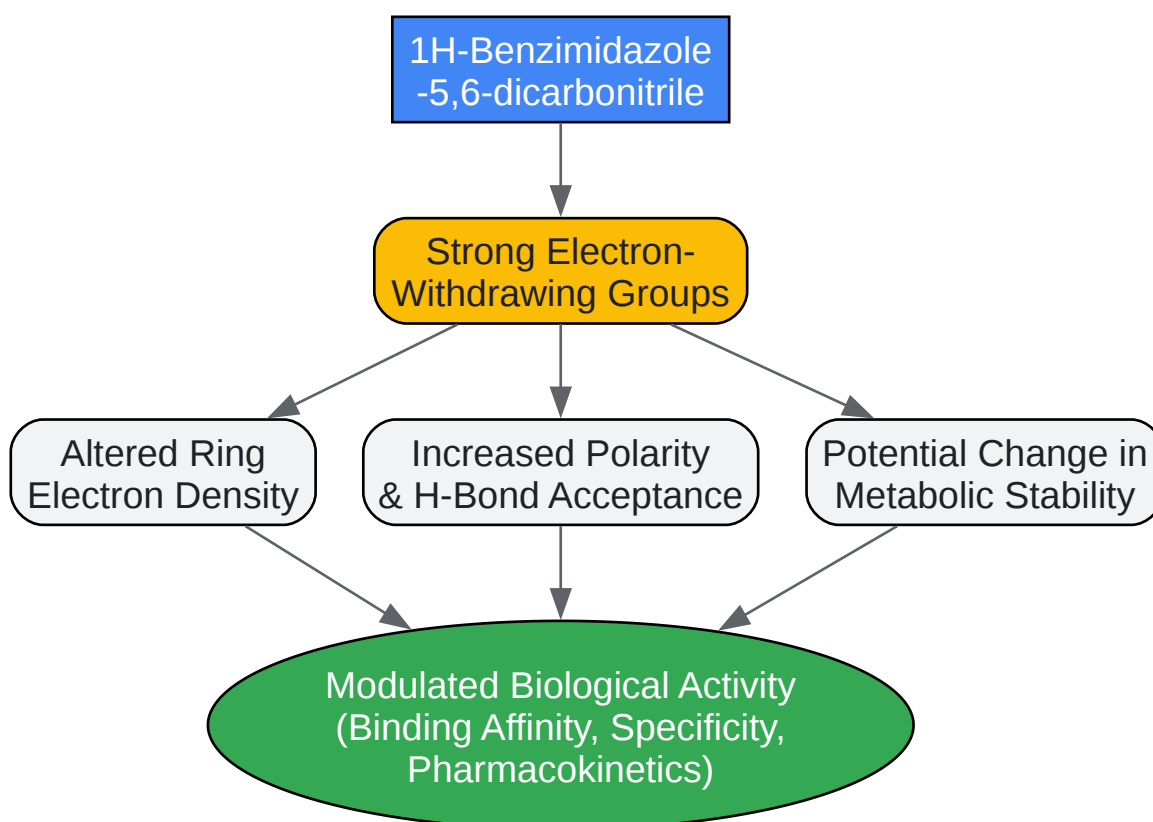 1H-Benzimidazole
-5,6-dicarbonitrile
Strong Electron-
Withdrawing Groups
Altered Ring
Electron Density
Increased Polarity
& H-Bond Acceptance
Potential Change in
Metabolic Stability
Modulated Biological Activity
(Binding Affinity, Specificity,
Pharmacokinetics)